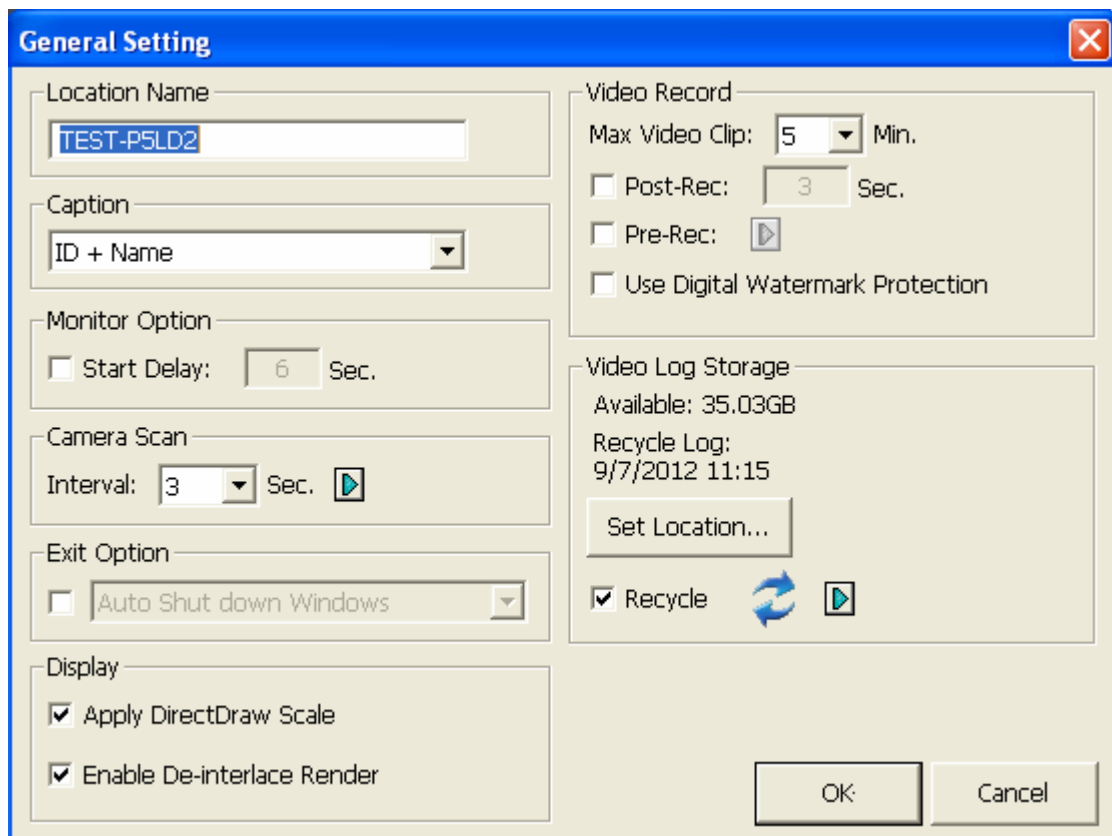 General Setting
Location Name
TEST-P5LD2
Caption
ID + Name
Monitor Option
Start Delay: 6 Sec.
Camera Scan
Interval: 3 Sec.
Exit Option
Auto Shut down Windows
Display
Apply DirectDraw Scale
Enable De-interlace Render
Video Record
Max Video Clip: 5 Min.
Post-Rec: 3 Sec.
Pre-Rec:
Use Digital Watermark Protection
Video Log Storage
Available: 35.03GB
Recycle Log:
9/7/2012 11:15
Set Location...
Recycle
OK
Cancel